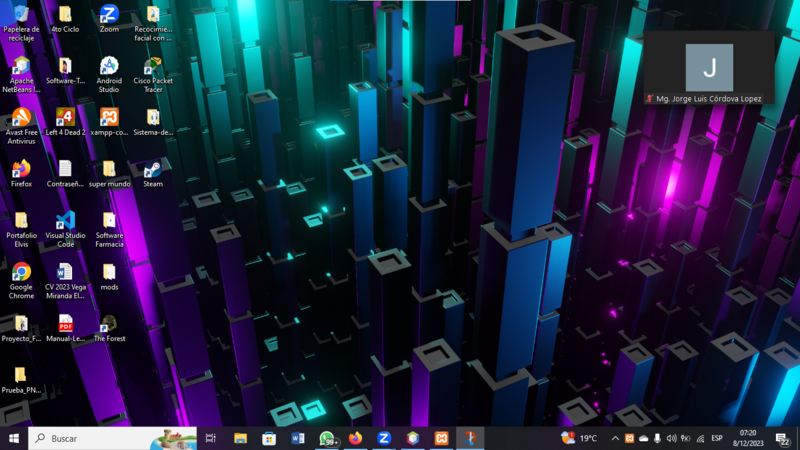 Papelera de
reciclaje
4to Ciclo
Zoom
Recocimie...
facial con ...
Apache
NetBeans I...
Software-T...
Android
Studio
Cisco Packet
Tracer
Avast Free
Antivirus
Left 4 Dead 2
xampp-co...
Sistema-de...
Firefox
Contraseñ...
super mundo
Steam
Portafolio
Elvis
Visual Studio
Code
Software
Farmacia
Google
Chrome
CV 2023 Vega
Miranda El...
mods
Proyecto_F...
Manual-Le...
The Forest
Prueba_PN...
J
Mg. Jorge Luis Córdova Lopez
Buscar
99+
19°C
ESP
07:20
8/12/2023
22